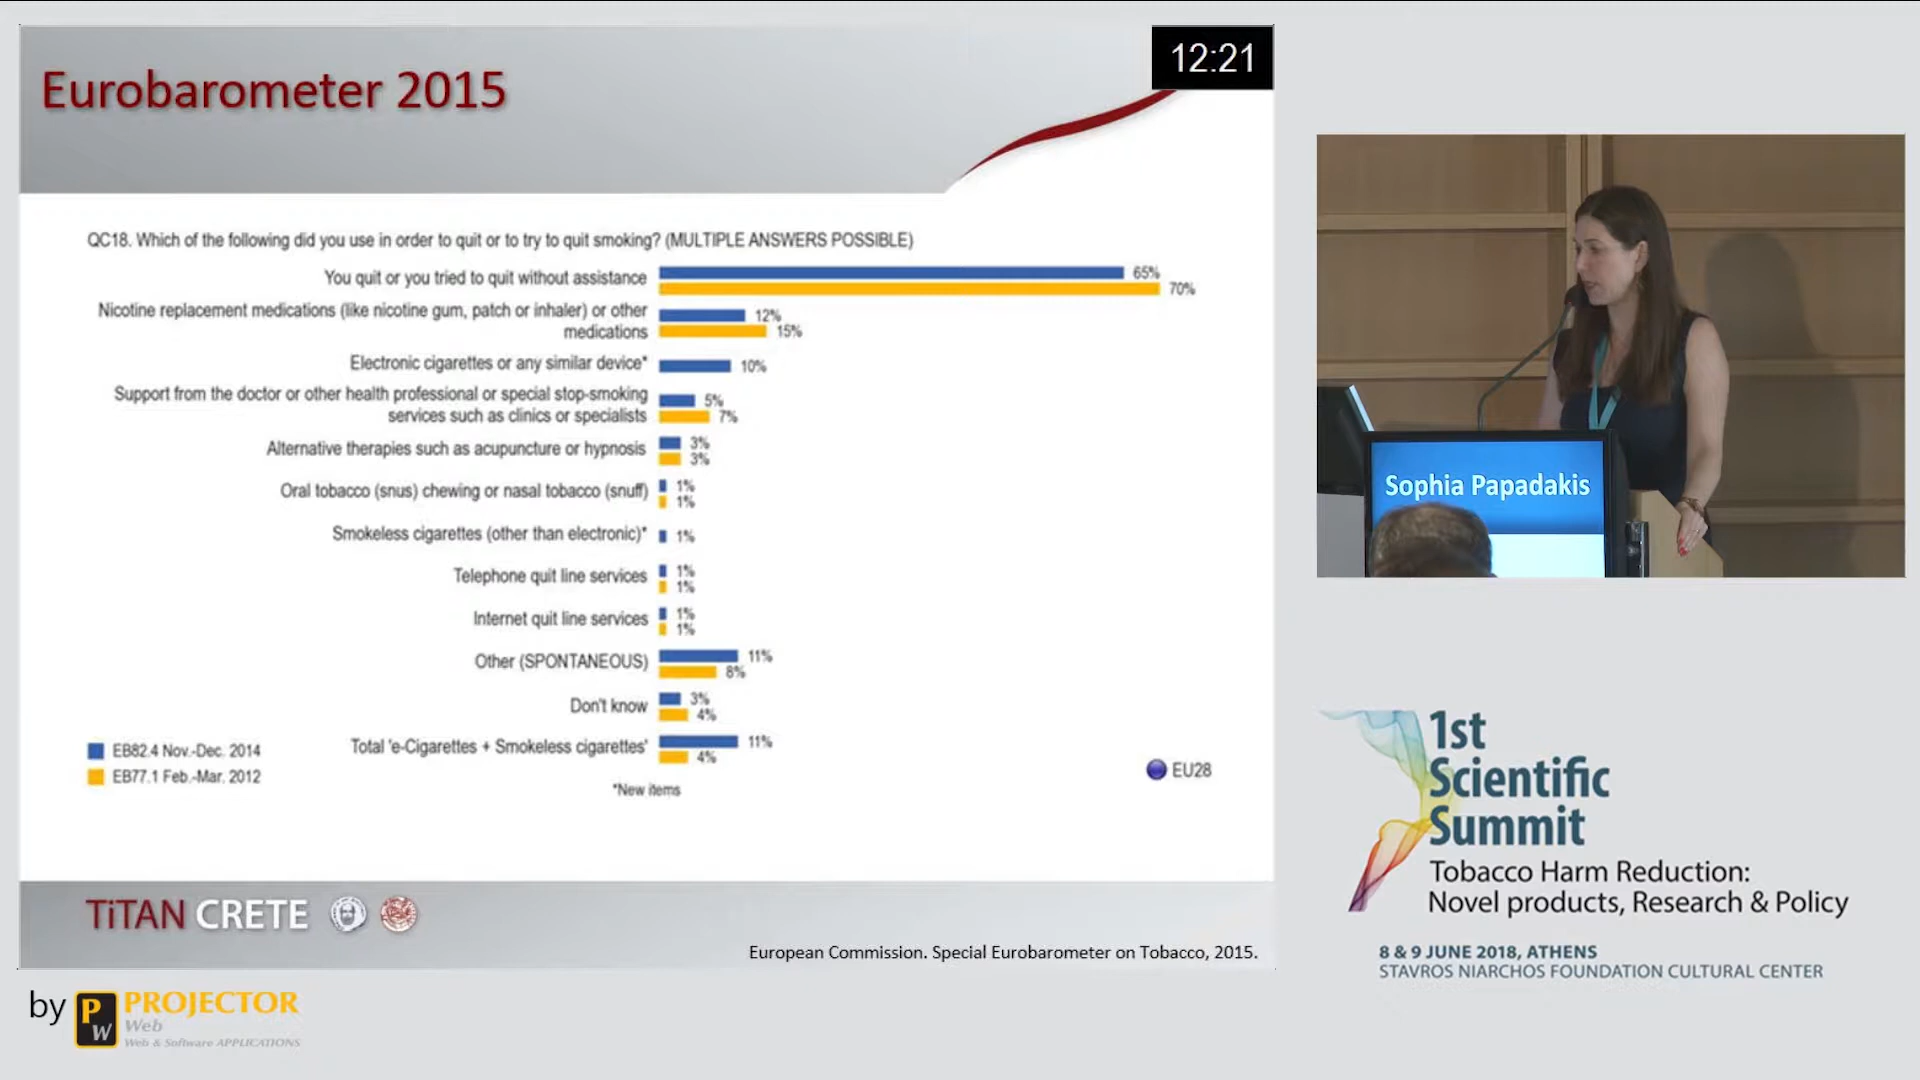 Eurobarometer 2015
12:21
QC18. Which of the following did you use in order to quit or to try to quit smoking? (MULTIPLE ANSWERS POSSIBLE)
You quit or you tried to quit without assistance
65%
70%
Nicotine replacement medications (like nicotine gum, patch or inhaler) or other
medications
12%
15%
Electronic cigarettes or any similar device*
10%
Support from the doctor or other health professional or special stop-smoking
services such as clinics or specialists
5%
7%
Alternative therapies such as acupuncture or hypnosis
3%
3%
Oral tobacco (snus) chewing or nasal tobacco (snuff)
1%
1%
Smokeless cigarettes (other than electronic)*
1%
Telephone quit line services
1%
1%
Internet quit line services
1%
1%
Other (SPONTANEOUS)
11%
8%
Don't know
3%
4%
Total 'e-Cigarettes + Smokeless cigarettes'
11%
4%
EB82.4 Nov.-Dec. 2014
EB77.1 Feb.-Mar. 2012
*New items
EU28
TiTAN CRETE
European Commission. Special Eurobarometer on Tobacco, 2015.
by PW PROJECTOR
Web
Web & Software APPLICATIONS
Sophia Papadakis
1st
Scientific
Summit
Tobacco Harm Reduction:
Novel products, Research & Policy
8 & 9 JUNE 2018, ATHENS
STAVROS NIARCHOS FOUNDATION CULTURAL CENTER